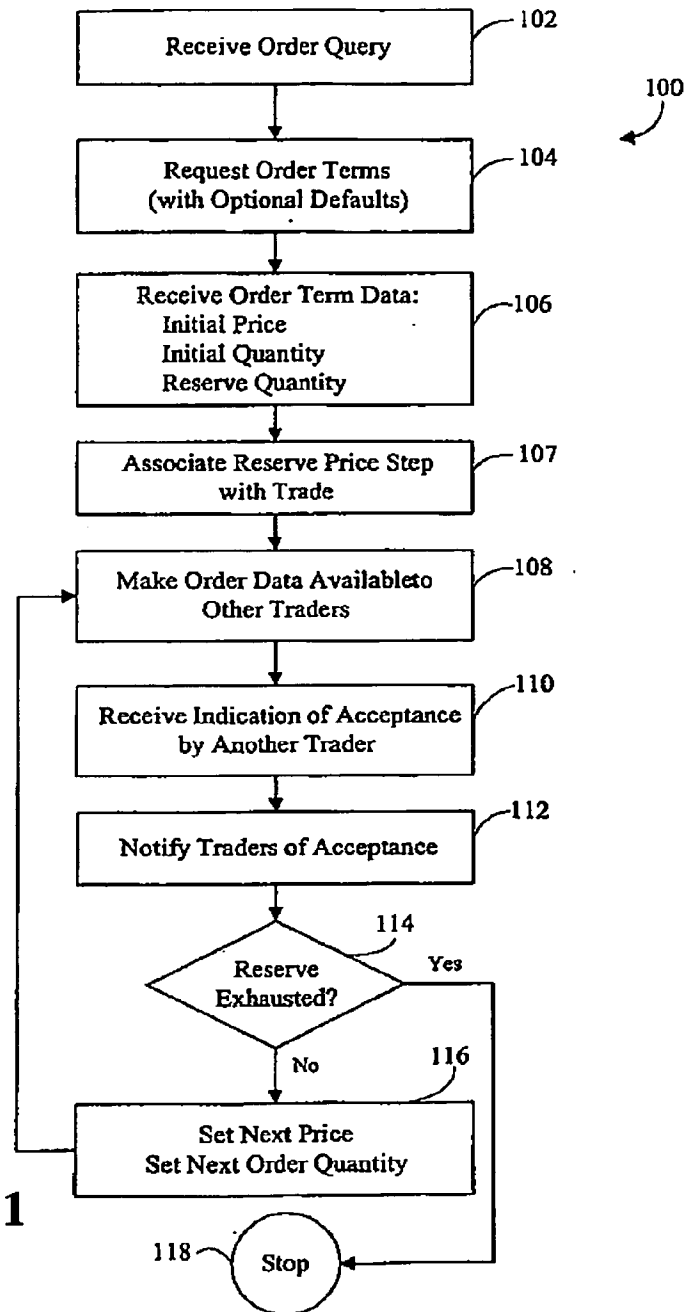 Receive Order Query
102
100
Request Order Terms
(with Optional Defaults)
104
Receive Order Term Data:
Initial Price
Initial Quantity
Reserve Quantity
106
Associate Reserve Price Step
with Trade
107
Make Order Data Availableto
Other Traders
108
Receive Indication of Acceptance
by Another Trader
110
Notify Traders of Acceptance
112
114
Reserve
Exhausted?
Yes
No
116
Set Next Price
Set Next Order Quantity
1
118
Stop